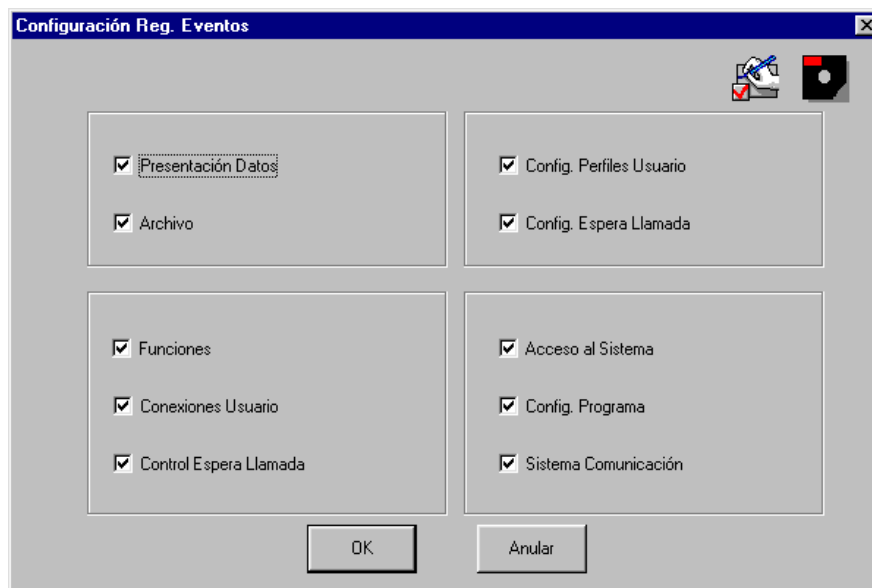 Configuración Reg. Eventos
Presentación Datos
Archivo
Config. Perfiles Usuario
Config. Espera Llamada
Funciones
Conexiones Usuario
Control Espera Llamada
Acceso al Sistema
Config. Programa
Sistema Comunicación
OK
Anular